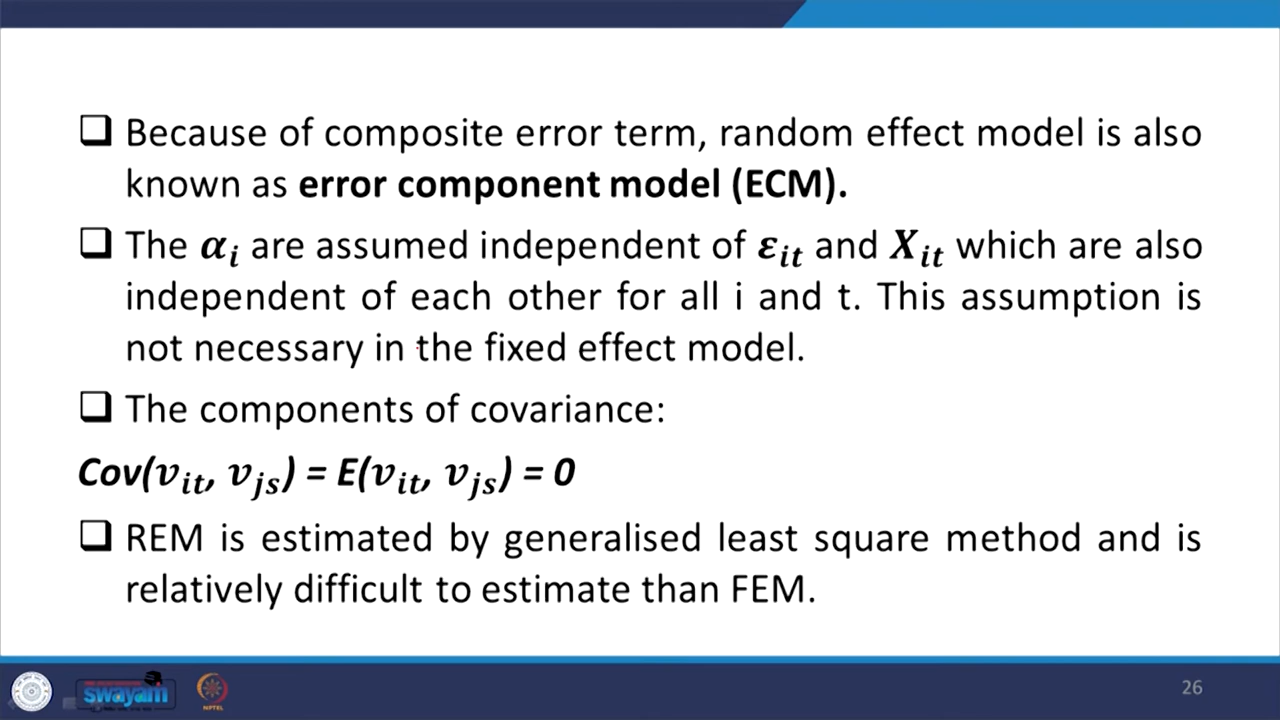 ❑ Because of composite error term, random effect model is also
known as error component model (ECM).
❑ The αᵢ are assumed independent of εᵢₜ and Xᵢₜ which are also
independent of each other for all i and t. This assumption is
not necessary in the fixed effect model.
❑ The components of covariance:
Cov(vᵢₜ, vⱼₛ) = E(vᵢₜ, vⱼₛ) = 0
❑ REM is estimated by generalised least square method and is
relatively difficult to estimate than FEM.
swayam
NPTEL
26